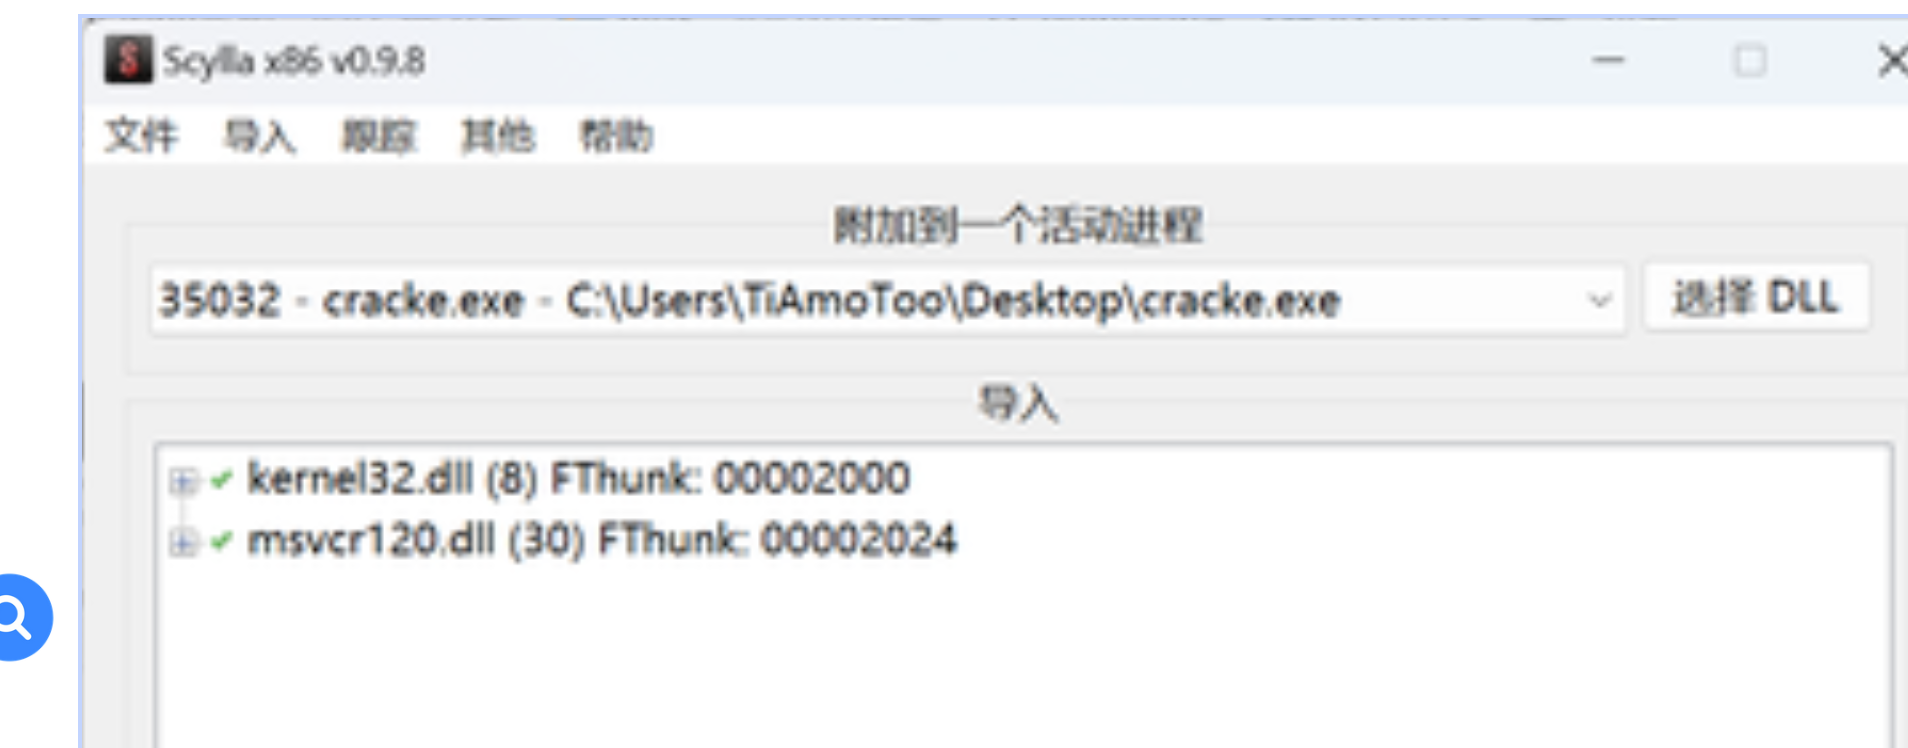 Scylla x86 v0.9.8
文件 导入 跟踪 其他 帮助
附加到一个活动进程
35032 - cracke.exe - C:\Users\TiAmoToo\Desktop\cracke.exe
选择 DLL
导入
kernel32.dll (8) FThunk: 00002000
msvcr120.dll (30) FThunk: 00002024